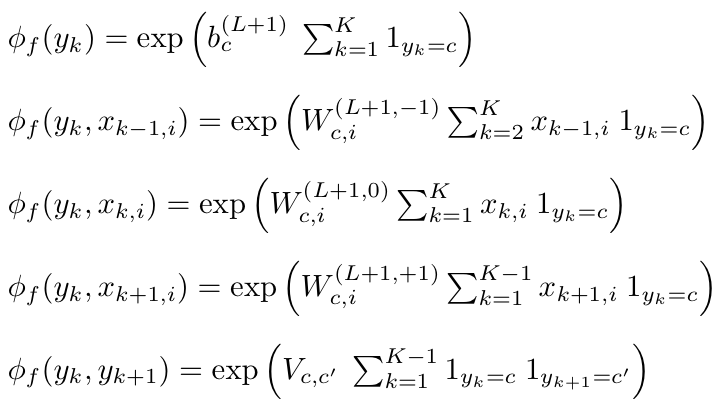 ϕ_f(y_k) = exp(b_c^{(L+1)} ∑_{k=1}^{K} 1_{y_k=c})
ϕ_f(y_k, x_{k−1,i}) = exp(W_{c,i}^{(L+1,−1)} ∑_{k=2}^{K} x_{k−1,i} 1_{y_k=c})
ϕ_f(y_k, x_{k,i}) = exp(W_{c,i}^{(L+1,0)} ∑_{k=1}^{K} x_{k,i} 1_{y_k=c})
ϕ_f(y_k, x_{k+1,i}) = exp(W_{c,i}^{(L+1,+1)} ∑_{k=1}^{K−1} x_{k+1,i} 1_{y_k=c})
ϕ_f(y_k, y_{k+1}) = exp(V_{c,c′} ∑_{k=1}^{K−1} 1_{y_k=c} 1_{y_{k+1}=c′})